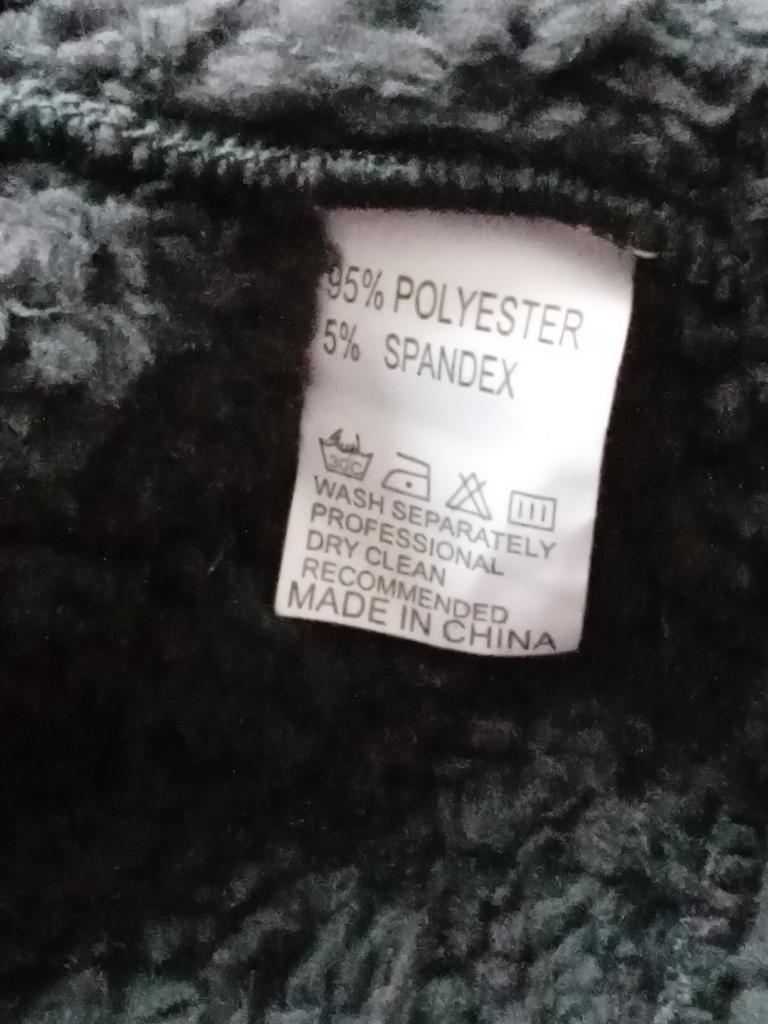 95% POLYESTER
5% SPANDEX
30C
WASH SEPARATELY
PROFESSIONAL
DRY CLEAN
RECOMMENDED
MADE IN CHINA